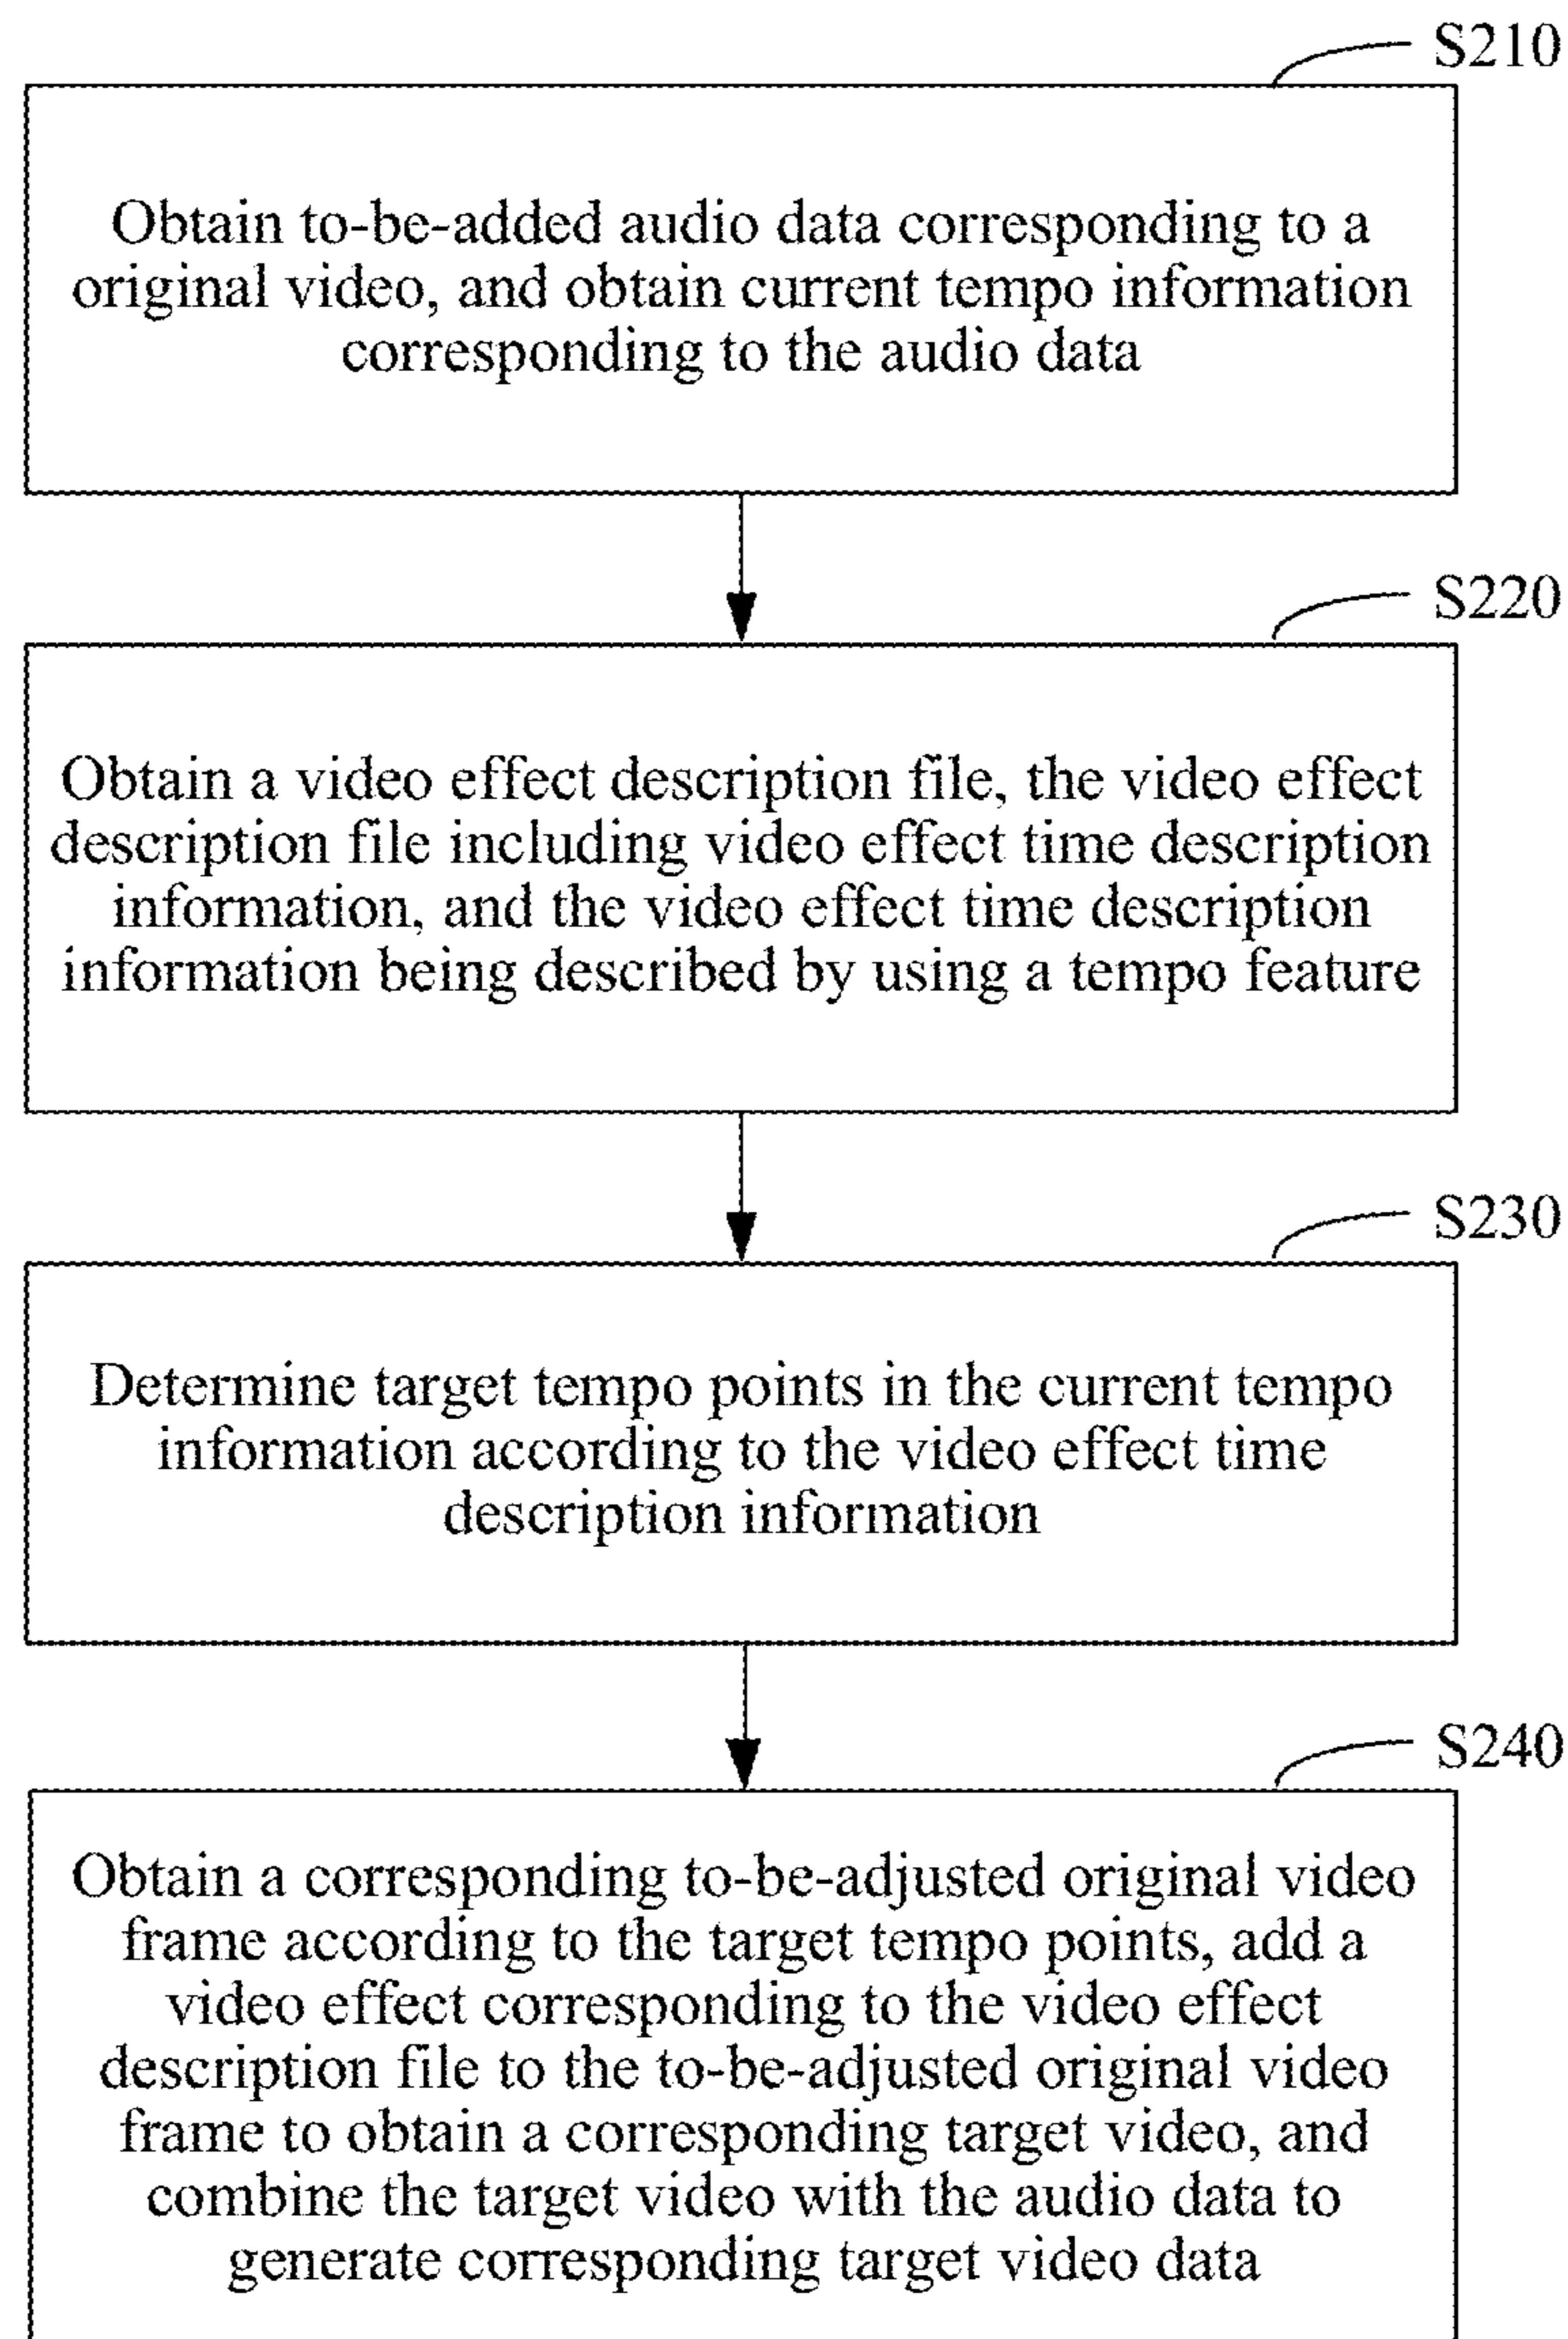 S210
Obtain to-be-added audio data corresponding to a
original video, and obtain current tempo information
corresponding to the audio data
S220
Obtain a video effect description file, the video effect
description file including video effect time description
information, and the video effect time description
information being described by using a tempo feature
S230
Determine target tempo points in the current tempo
information according to the video effect time
description information
S240
Obtain a corresponding to-be-adjusted original video
frame according to the target tempo points, add a
video effect corresponding to the video effect
description file to the to-be-adjusted original video
frame to obtain a corresponding target video, and
combine the target video with the audio data to
generate corresponding target video data